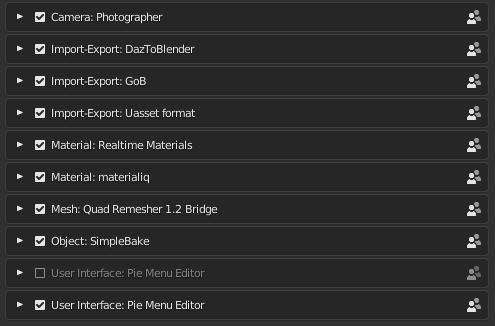 Camera: Photographer
Import-Export: DazToBlender
Import-Export: GoB
Import-Export: Uasset format
Material: Realtime Materials
Material: materialiq
Mesh: Quad Remesher 1.2 Bridge
Object: SimpleBake
User Interface: Pie Menu Editor
User Interface: Pie Menu Editor